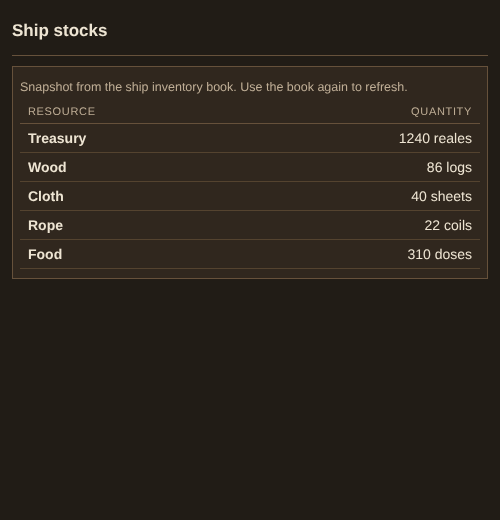 Ship stocks
Snapshot from the ship inventory book. Use the book again to refresh.
RESOURCE QUANTITY
Treasury 1240 reales
Wood 86 logs
Cloth 40 sheets
Rope 22 coils
Food 310 doses